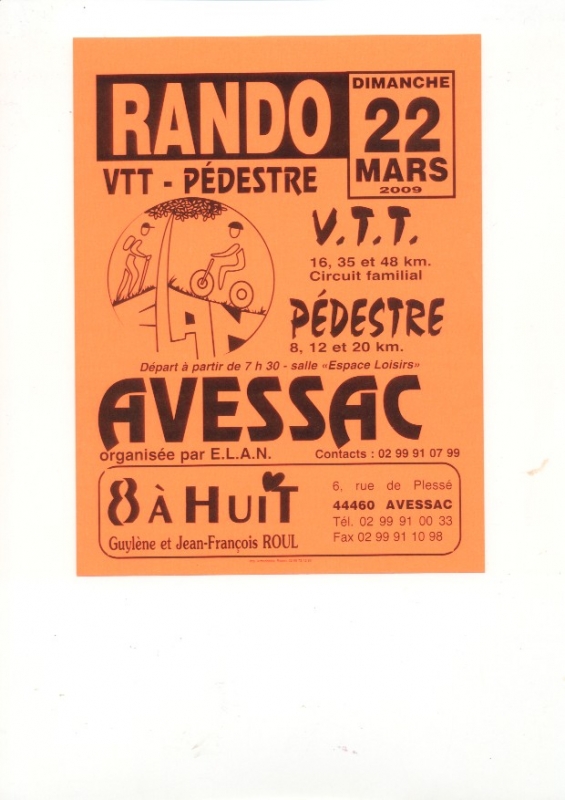 RANDO
VTT - PÉDESTRE
DIMANCHE
22
MARS
2009
V.T.T.
16, 35 et 48 km.
Circuit familial
PÉDESTRE
8, 12 et 20 km.
ELAN
Départ à partir de 7 h 30 - salle «Espace Loisirs»
AVESSAC
organisée par E.L.A.N.
Contacts : 02 99 91 07 99
8 À HUIT
Guylène et Jean-François ROUL
6, rue de Plessé
44460 AVESSAC
Tél. 02 99 91 00 33
Fax 02 99 91 10 98